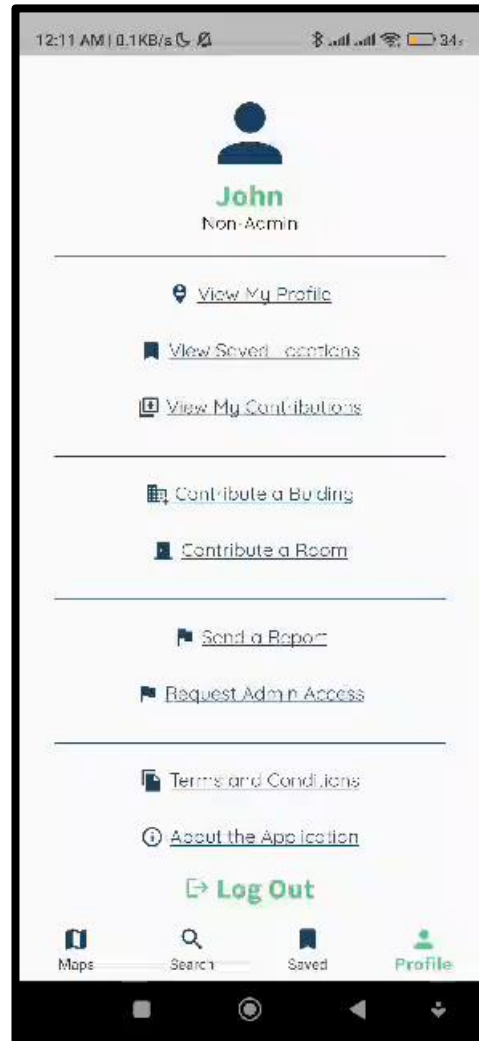 12:11 AM | 0.1KB/s
34
John
Non-Admin
View My Profile
View Saved Locations
View My Contributions
Contribute a Building
Contribute a Room
Send a Report
Request Admin Access
Terms and Conditions
About the Application
Log Out
Maps
Search
Saved
Profile